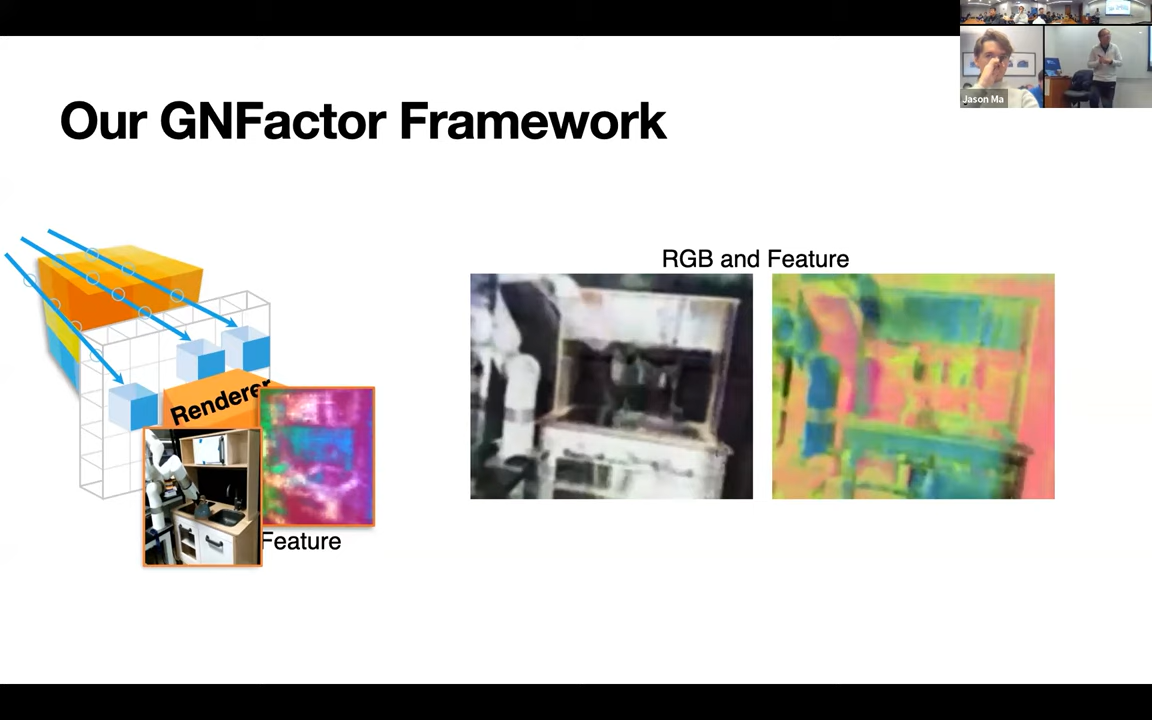 Our GNFactor Framework
RGB and Feature
Renderer
Feature
Jason Ma